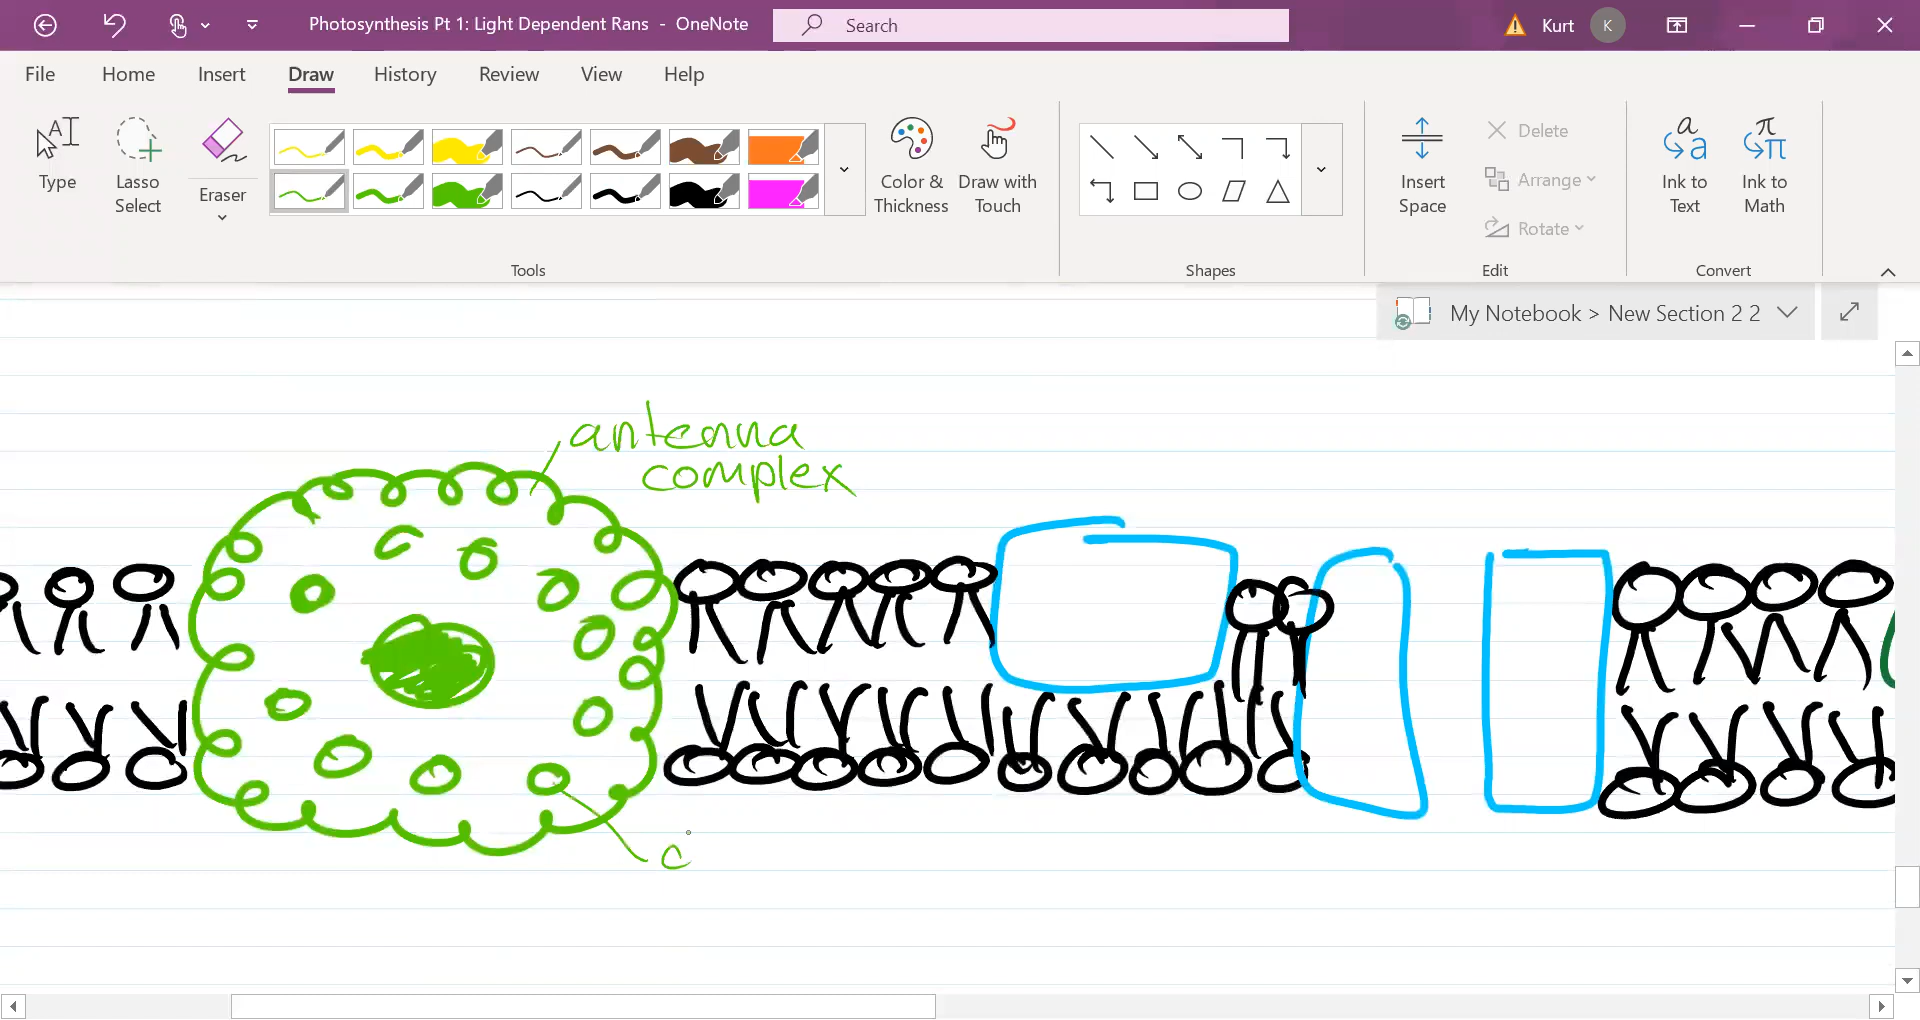 Photosynthesis Pt 1: Light Dependent Rans - OneNote
Search
Kurt
K
File
Home
Insert
Draw
History
Review
View
Help
Type
Lasso Select
Eraser
Color & Thickness
Draw with Touch
Insert Space
Delete
Arrange
Rotate
Ink to Text
Ink to Math
Tools
Shapes
Edit
Convert
My Notebook > New Section 2 2
antenna
complex
c